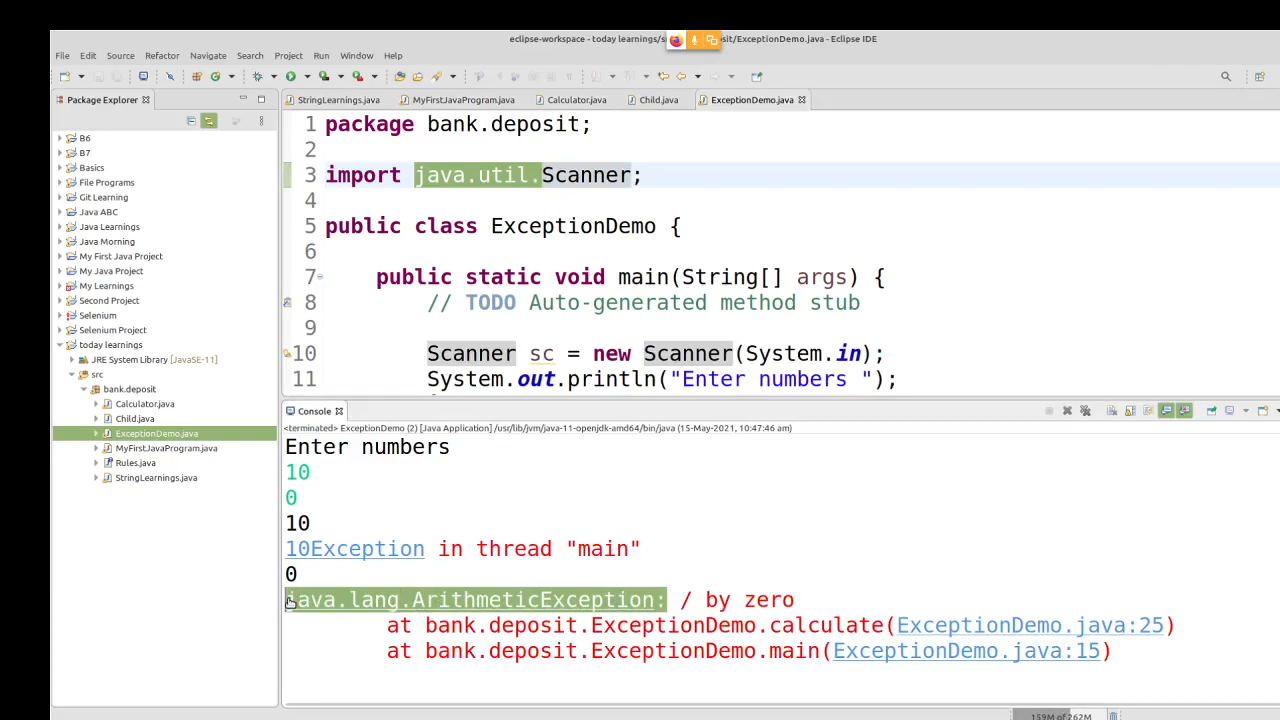 eclipse-workspace - today learnings/s sit/ExceptionDemo.java - Eclipse IDE
File Edit Source Refactor Navigate Search Project Run Window Help
Package Explorer
StringLearnings.java MyFirstJavaProgram.java Calculator.java Child.java ExceptionDemo.java
B6
B7
Basics
File Programs
Git Learning
Java ABC
Java Learnings
Java Morning
My First Java Project
My Java Project
My Learnings
Second Project
Selenium
Selenium Project
today learnings
JRE System Library [JavaSE-11]
src
bank.deposit
Calculator.java
Child.java
ExceptionDemo.java
MyFirstJavaProgram.java
Rules.java
StringLearnings.java
1 package bank.deposit;
2
3 import java.util.Scanner;
4
5 public class ExceptionDemo {
6
7 public static void main(String[] args) {
8 // TODO Auto-generated method stub
9
10 Scanner sc = new Scanner(System.in);
11 System.out.println("Enter numbers ");
Console
<terminated> ExceptionDemo (2) [Java Application] /usr/lib/jvm/java-11-openjdk-amd64/bin/java (15-May-2021, 10:47:46 am)
Enter numbers
10
0
10
10Exception in thread "main"
0
java.lang.ArithmeticException: / by zero
at bank.deposit.ExceptionDemo.calculate(ExceptionDemo.java:25)
at bank.deposit.ExceptionDemo.main(ExceptionDemo.java:15)
159M of 262M